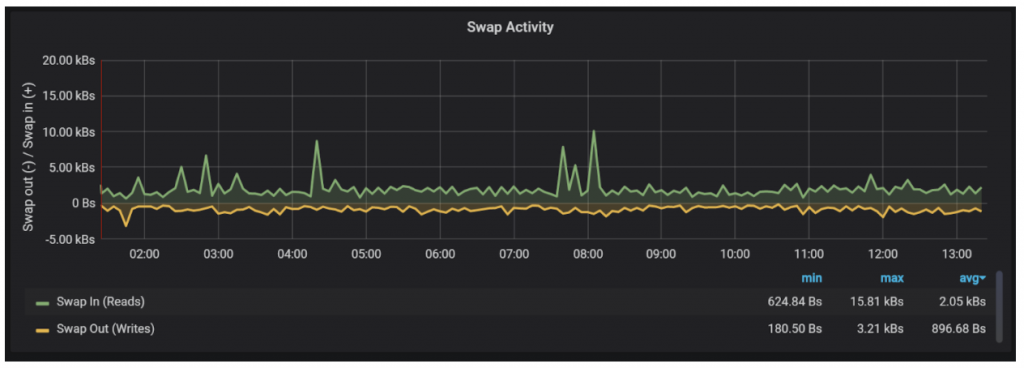 Swap Activity
Swap out (-) / Swap in (+)
20.00 kBs
15.00 kBs
10.00 kBs
5.00 kBs
0 Bs
-5.00 kBs
02:00 03:00 04:00 05:00 06:00 07:00 08:00 09:00 10:00 11:00 12:00 13:00
min max avg
Swap In (Reads) 624.84 Bs 15.81 kBs 2.05 kBs
Swap Out (Writes) 180.50 Bs 3.21 kBs 896.68 Bs